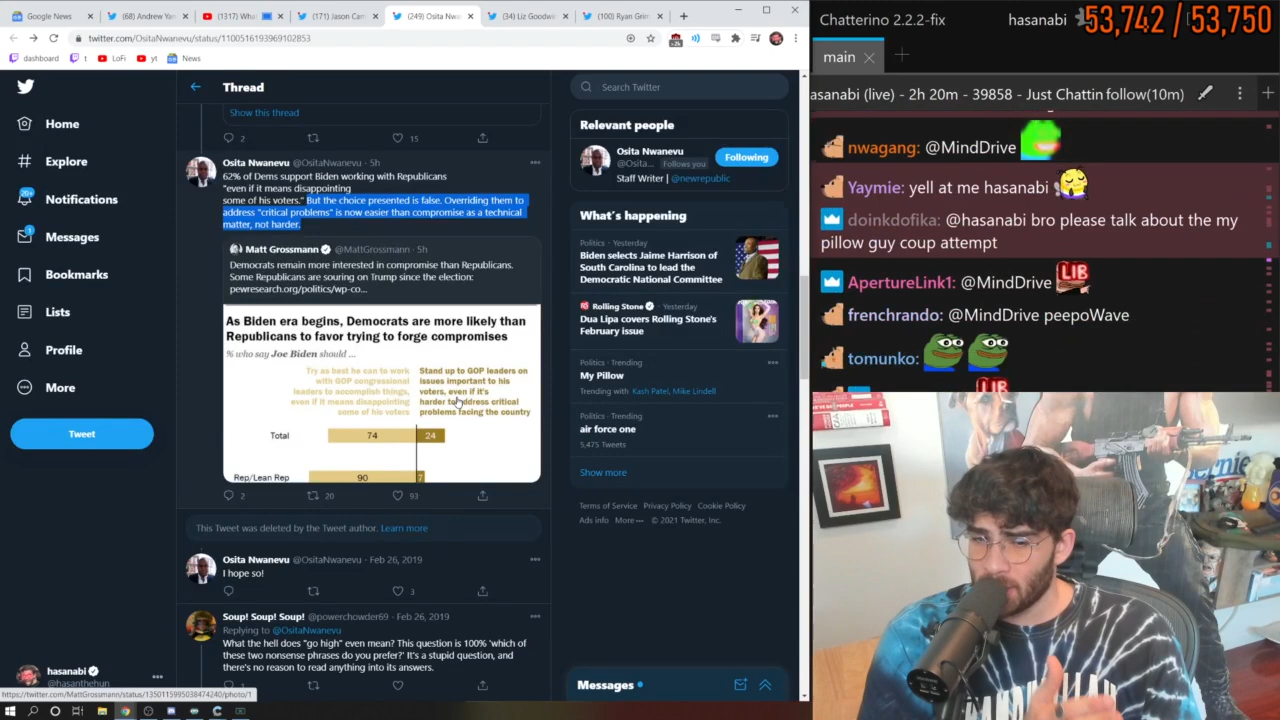 Google News
(68) Andrew Yan
(1317) What
(171) Jason Cam
(249) Osita Nwa
(34) Liz Goodwin
(100) Ryan Grim
twitter.com/OsitaNwanevu/status/1100516193969102853
dashboard
t
LoFi
yt
News
Home
Explore
20+
Notifications
Messages
Bookmarks
Lists
Profile
More
Tweet
hasanabi
@hasanthehun
Thread
Show this thread
2
15
Osita Nwanevu @OsitaNwanevu · 5h
62% of Dems support Biden working with Republicans
"even if it means disappointing
some of his voters." But the choice presented is false. Overriding them to
address "critical problems" is now easier than compromise as a technical
matter, not harder.
Matt Grossmann @MattGrossmann · 5h
Democrats remain more interested in compromise than Republicans.
Some Republicans are souring on Trump since the election:
pewresearch.org/politics/wp-co...
As Biden era begins, Democrats are more likely than
Republicans to favor trying to forge compromises
% who say Joe Biden should ...
Try as best he can to work
with GOP congressional
leaders to accomplish things,
even if it means disappointing
some of his voters
Stand up to GOP leaders on
issues important to his
voters, even if it's
harder to address critical
problems facing the country
Total
74
24
Rep/Lean Rep
90
2
20
93
This Tweet was deleted by the Tweet author. Learn more
Osita Nwanevu @OsitaNwanevu · Feb 26, 2019
I hope so!
3
Soup! Soup! Soup! @powerchowder69 · Feb 26, 2019
Replying to @OsitaNwanevu
What the hell does "go high" even mean? This question is 100% 'which of
these two nonsense phrases do you prefer?' It's a stupid question, and
there's no reason to read anything into its answers.
https://twitter.com/MattGrossmann/status/1350115995038474240/photo/1
Search Twitter
Relevant people
Osita Nwanevu
@Osita... Follows you
Following
Staff Writer | @newrepublic
What's happening
Politics · Yesterday
Biden selects Jaime Harrison of
South Carolina to lead the
Democratic National Committee
Rolling Stone · Yesterday
Dua Lipa covers Rolling Stone's
February issue
Politics · Trending
My Pillow
Trending with Kash Patel, Mike Lindell
Politics · Trending
air force one
5,475 Tweets
Show more
Terms of Service Privacy Policy Cookie Policy
Ads info More © 2021 Twitter, Inc.
Messages
Chatterino 2.2.2-fix
hasanabi
53,742 / 53,750
main
asanabi (live) - 2h 20m - 39858 - Just Chattin follow(10m)
nwagang: @MindDrive
Yaymie: yell at me hasanabi
doinkdofika: @hasanabi bro please talk about the my
pillow guy coup attempt
ApertureLink1: @MindDrive LIB
frenchrando: @MindDrive peepoWave
tomunko:
LIB